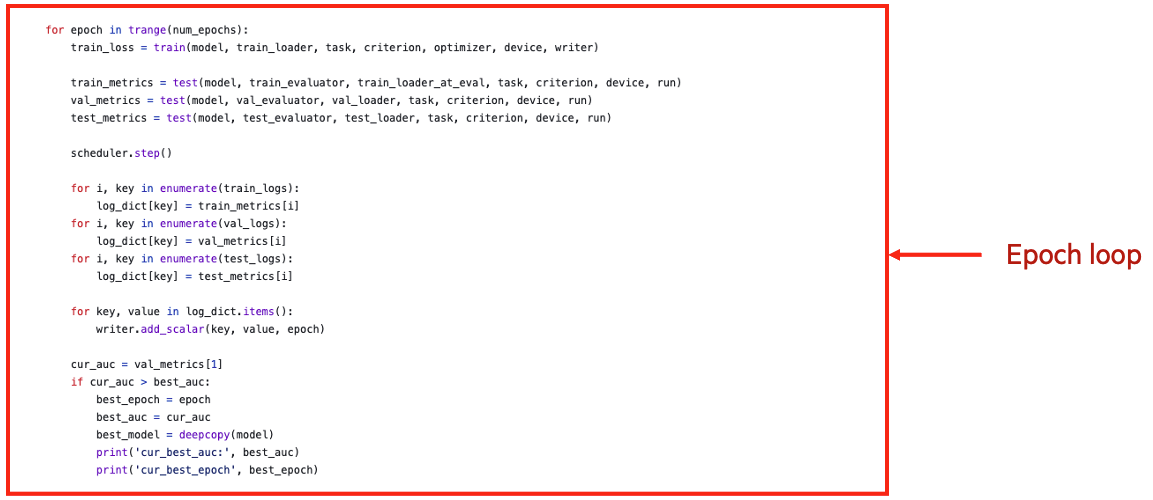 for epoch in trange(num_epochs):
    train_loss = train(model, train_loader, task, criterion, optimizer, device, writer)

    train_metrics = test(model, train_evaluator, train_loader_at_eval, task, criterion, device, run)
    val_metrics = test(model, val_evaluator, val_loader, task, criterion, device, run)
    test_metrics = test(model, test_evaluator, test_loader, task, criterion, device, run)

    scheduler.step()

    for i, key in enumerate(train_logs):
        log_dict[key] = train_metrics[i]
    for i, key in enumerate(val_logs):
        log_dict[key] = val_metrics[i]
    for i, key in enumerate(test_logs):
        log_dict[key] = test_metrics[i]

    for key, value in log_dict.items():
        writer.add_scalar(key, value, epoch)

    cur_auc = val_metrics[1]
    if cur_auc > best_auc:
        best_epoch = epoch
        best_auc = cur_auc
        best_model = deepcopy(model)
        print('cur_best_auc:', best_auc)
        print('cur_best_epoch', best_epoch)
Epoch loop